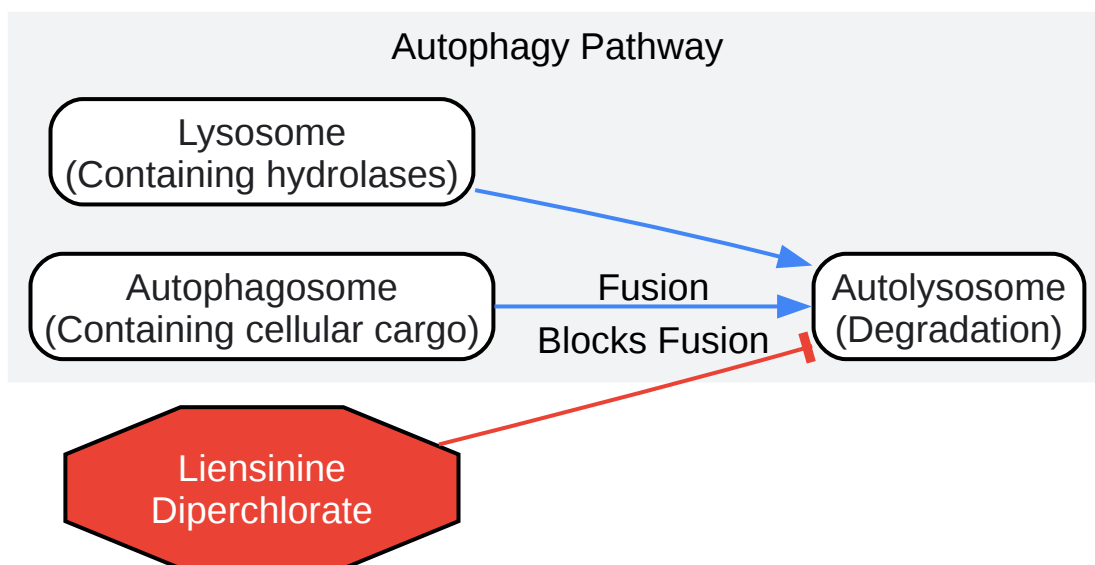 Autophagy Pathway
Lysosome
(Containing hydrolases)
Autophagosome
(Containing cellular cargo)
Fusion
Blocks Fusion
Autolysosome
(Degradation)
Liensinine
Diperchlorate